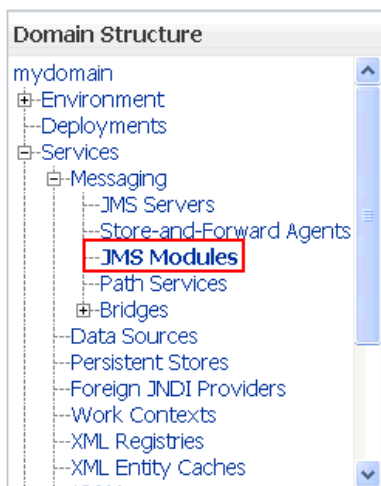 Domain Structure
mydomain
Environment
Deployments
Services
Messaging
JMS Servers
Store-and-Forward Agents
JMS Modules
Path Services
Bridges
Data Sources
Persistent Stores
Foreign JNDI Providers
Work Contexts
XML Registries
XML Entity Caches